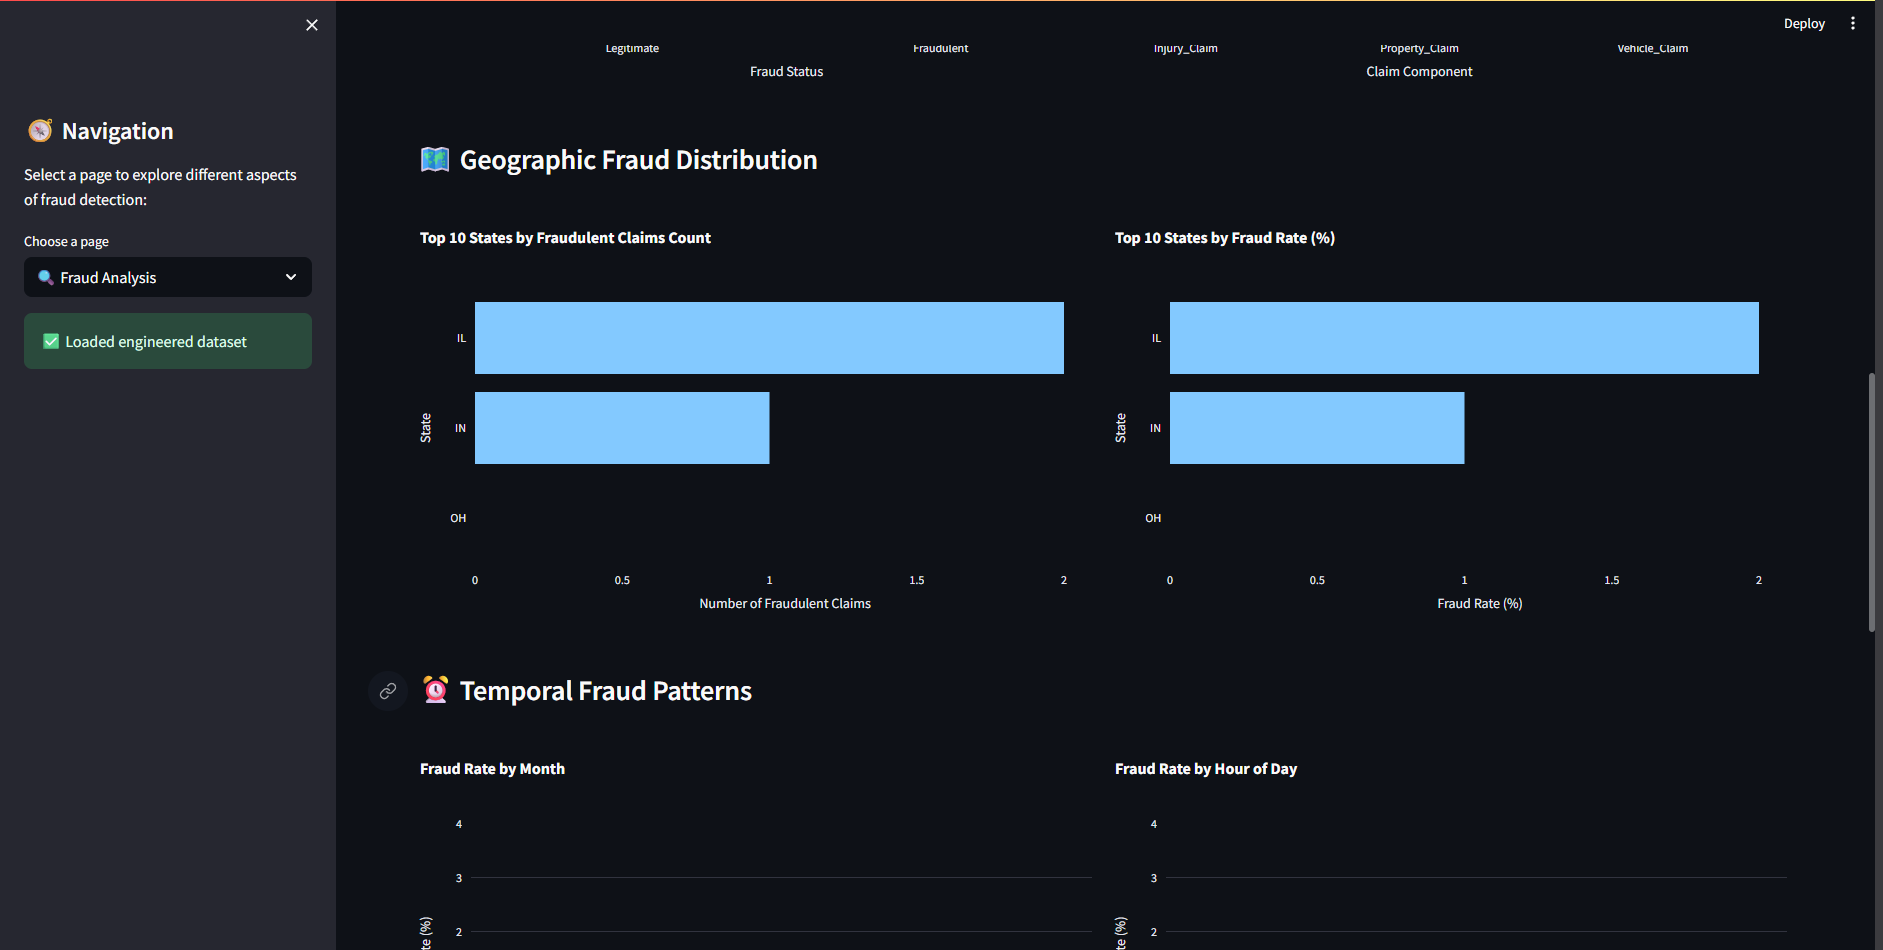 Deploy
Navigation
Select a page to explore different aspects
of fraud detection:
Choose a page
Fraud Analysis
Loaded engineered dataset
Legitimate
Fraudulent
Fraud Status
Injury_Claim
Property_Claim
Vehicle_Claim
Claim Component
Geographic Fraud Distribution
Top 10 States by Fraudulent Claims Count
State
IL
IN
OH
0
0.5
1
1.5
2
Number of Fraudulent Claims
Top 10 States by Fraud Rate (%)
State
IL
IN
OH
0
0.5
1
1.5
2
Fraud Rate (%)
Temporal Fraud Patterns
Fraud Rate by Month
4
3
2
te (%)
Fraud Rate by Hour of Day
4
3
2
te (%)